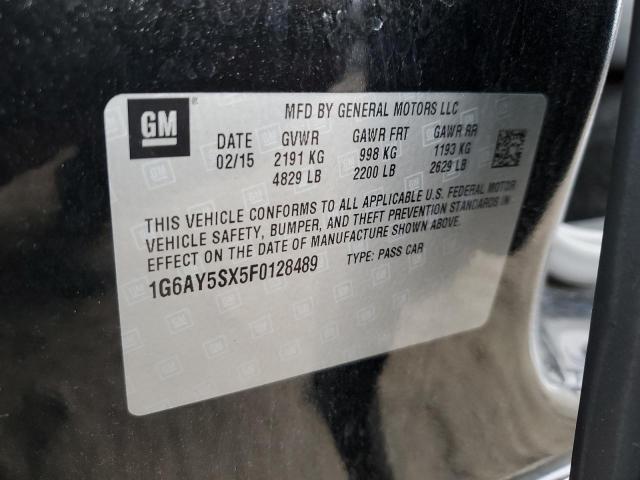 GM
MFD BY GENERAL MOTORS LLC
DATE GVWR GAWR FRT GAWR RR
02/15 2191 KG 998 KG 1193 KG
4829 LB 2200 LB 2629 LB
THIS VEHICLE CONFORMS TO ALL APPLICABLE U.S. FEDERAL MOTOR
VEHICLE SAFETY, BUMPER, AND THEFT PREVENTION STANDARDS IN
EFFECT ON THE DATE OF MANUFACTURE SHOWN ABOVE.
1G6AY5SX5F0128489 TYPE: PASS CAR